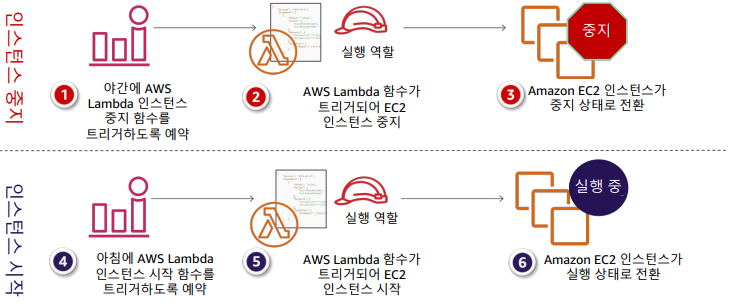 인스턴스 중지
중지
실행 역할
1
야간에 AWS
Lambda 인스턴스
중지 함수를
트리거하도록 예약
2
AWS Lambda 함수가
트리거되어 EC2
인스턴스 중지
3
Amazon EC2 인스턴스가
중지 상태로 전환
인스턴스 시작
실행 중
실행 역할
4
아침에 AWS Lambda
인스턴스 시작 함수를
트리거하도록 예약
5
AWS Lambda 함수가
트리거되어 EC2
인스턴스 시작
6
Amazon EC2 인스턴스가
실행 상태로 전환